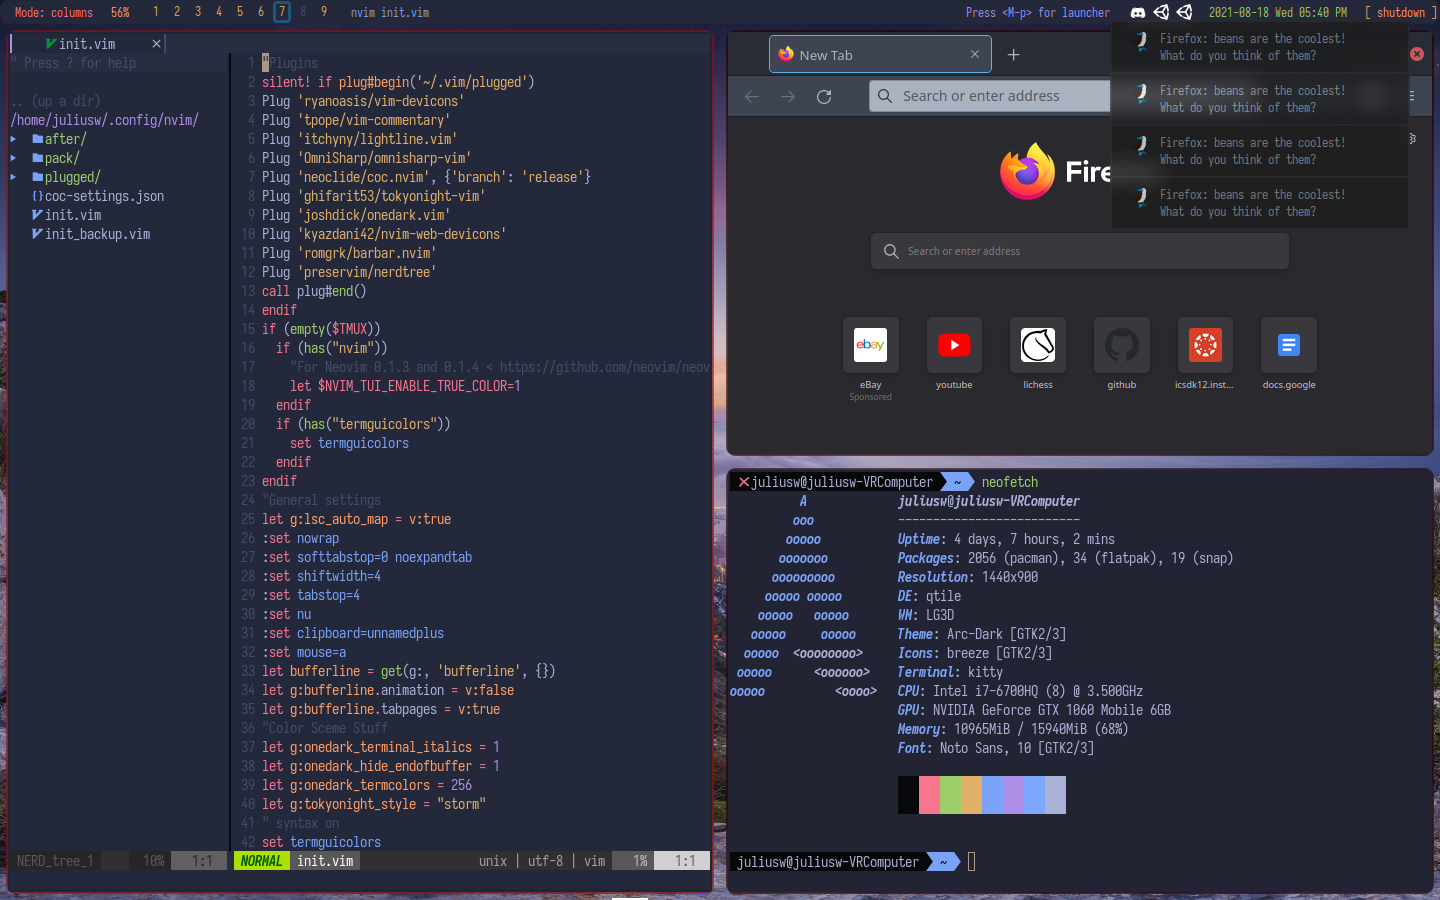 Mode: columns 56% 1 2 3 4 5 6 7 8 9 nvim init.vim
Press <M-p> for launcher 2021-08-18 Wed 05:40 PM [ shutdown ]
init.vim ×
" Press ? for help
.. (up a dir)
/home/juliusw/.config/nvim/
after/
pack/
plugged/
coc-settings.json
init.vim
init_backup.vim
NERD_tree_1 10% 1:1
1 "Plugins
2 silent! if plug#begin('~/.vim/plugged')
3 Plug 'ryanoasis/vim-devicons'
4 Plug 'tpope/vim-commentary'
5 Plug 'itchyny/lightline.vim'
6 Plug 'OmniSharp/omnisharp-vim'
7 Plug 'neoclide/coc.nvim', {'branch': 'release'}
8 Plug 'ghifarit53/tokyonight-vim'
9 Plug 'joshdick/onedark.vim'
10 Plug 'kyazdani42/nvim-web-devicons'
11 Plug 'romgrk/barbar.nvim'
12 Plug 'preservim/nerdtree'
13 call plug#end()
14 endif
15 if (empty($TMUX))
16 if (has("nvim"))
17 "For Neovim 0.1.3 and 0.1.4 < https://github.com/neovim/neov
18 let $NVIM_TUI_ENABLE_TRUE_COLOR=1
19 endif
20 if (has("termguicolors"))
21 set termguicolors
22 endif
23 endif
24 "General settings
25 let g:lsc_auto_map = v:true
26 :set nowrap
27 :set softtabstop=0 noexpandtab
28 :set shiftwidth=4
29 :set tabstop=4
30 :set nu
31 :set clipboard=unnamedplus
32 :set mouse=a
33 let bufferline = get(g:, 'bufferline', {})
34 let g:bufferline.animation = v:false
35 let g:bufferline.tabpages = v:true
36 "Color Sceme Stuff
37 let g:onedark_terminal_italics = 1
38 let g:onedark_hide_endofbuffer = 1
39 let g:onedark_termcolors = 256
40 let g:tokyonight_style = "storm"
41 " syntax on
42 set termguicolors
NORMAL init.vim unix | utf-8 | vim 1% 1:1
New Tab
Search or enter address
Fire
Search or enter address
eBay
Sponsored
youtube
lichess
github
icsdk12.inst...
docs.google
ebay
Firefox: beans are the coolest!
What do you think of them?
Firefox: beans are the coolest!
What do you think of them?
Firefox: beans are the coolest!
What do you think of them?
Firefox: beans are the coolest!
What do you think of them?
juliusw@juliusw-VRComputer ~ neofetch
A juliusw@juliusw-VRComputer
ooo --------------------------
ooooo Uptime: 4 days, 7 hours, 2 mins
ooooooo Packages: 2056 (pacman), 34 (flatpak), 19 (snap)
ooooooooo Resolution: 1440x900
ooooo ooooo DE: qtile
ooooo ooooo WM: LG3D
ooooo ooooo Theme: Arc-Dark [GTK2/3]
ooooo <oooooooo> Icons: breeze [GTK2/3]
ooooo <oooooo> Terminal: kitty
ooooo <oooo> CPU: Intel i7-6700HQ (8) @ 3.500GHz
GPU: NVIDIA GeForce GTX 1060 Mobile 6GB
Memory: 10965MiB / 15940MiB (68%)
Font: Noto Sans, 10 [GTK2/3]
juliusw@juliusw-VRComputer ~